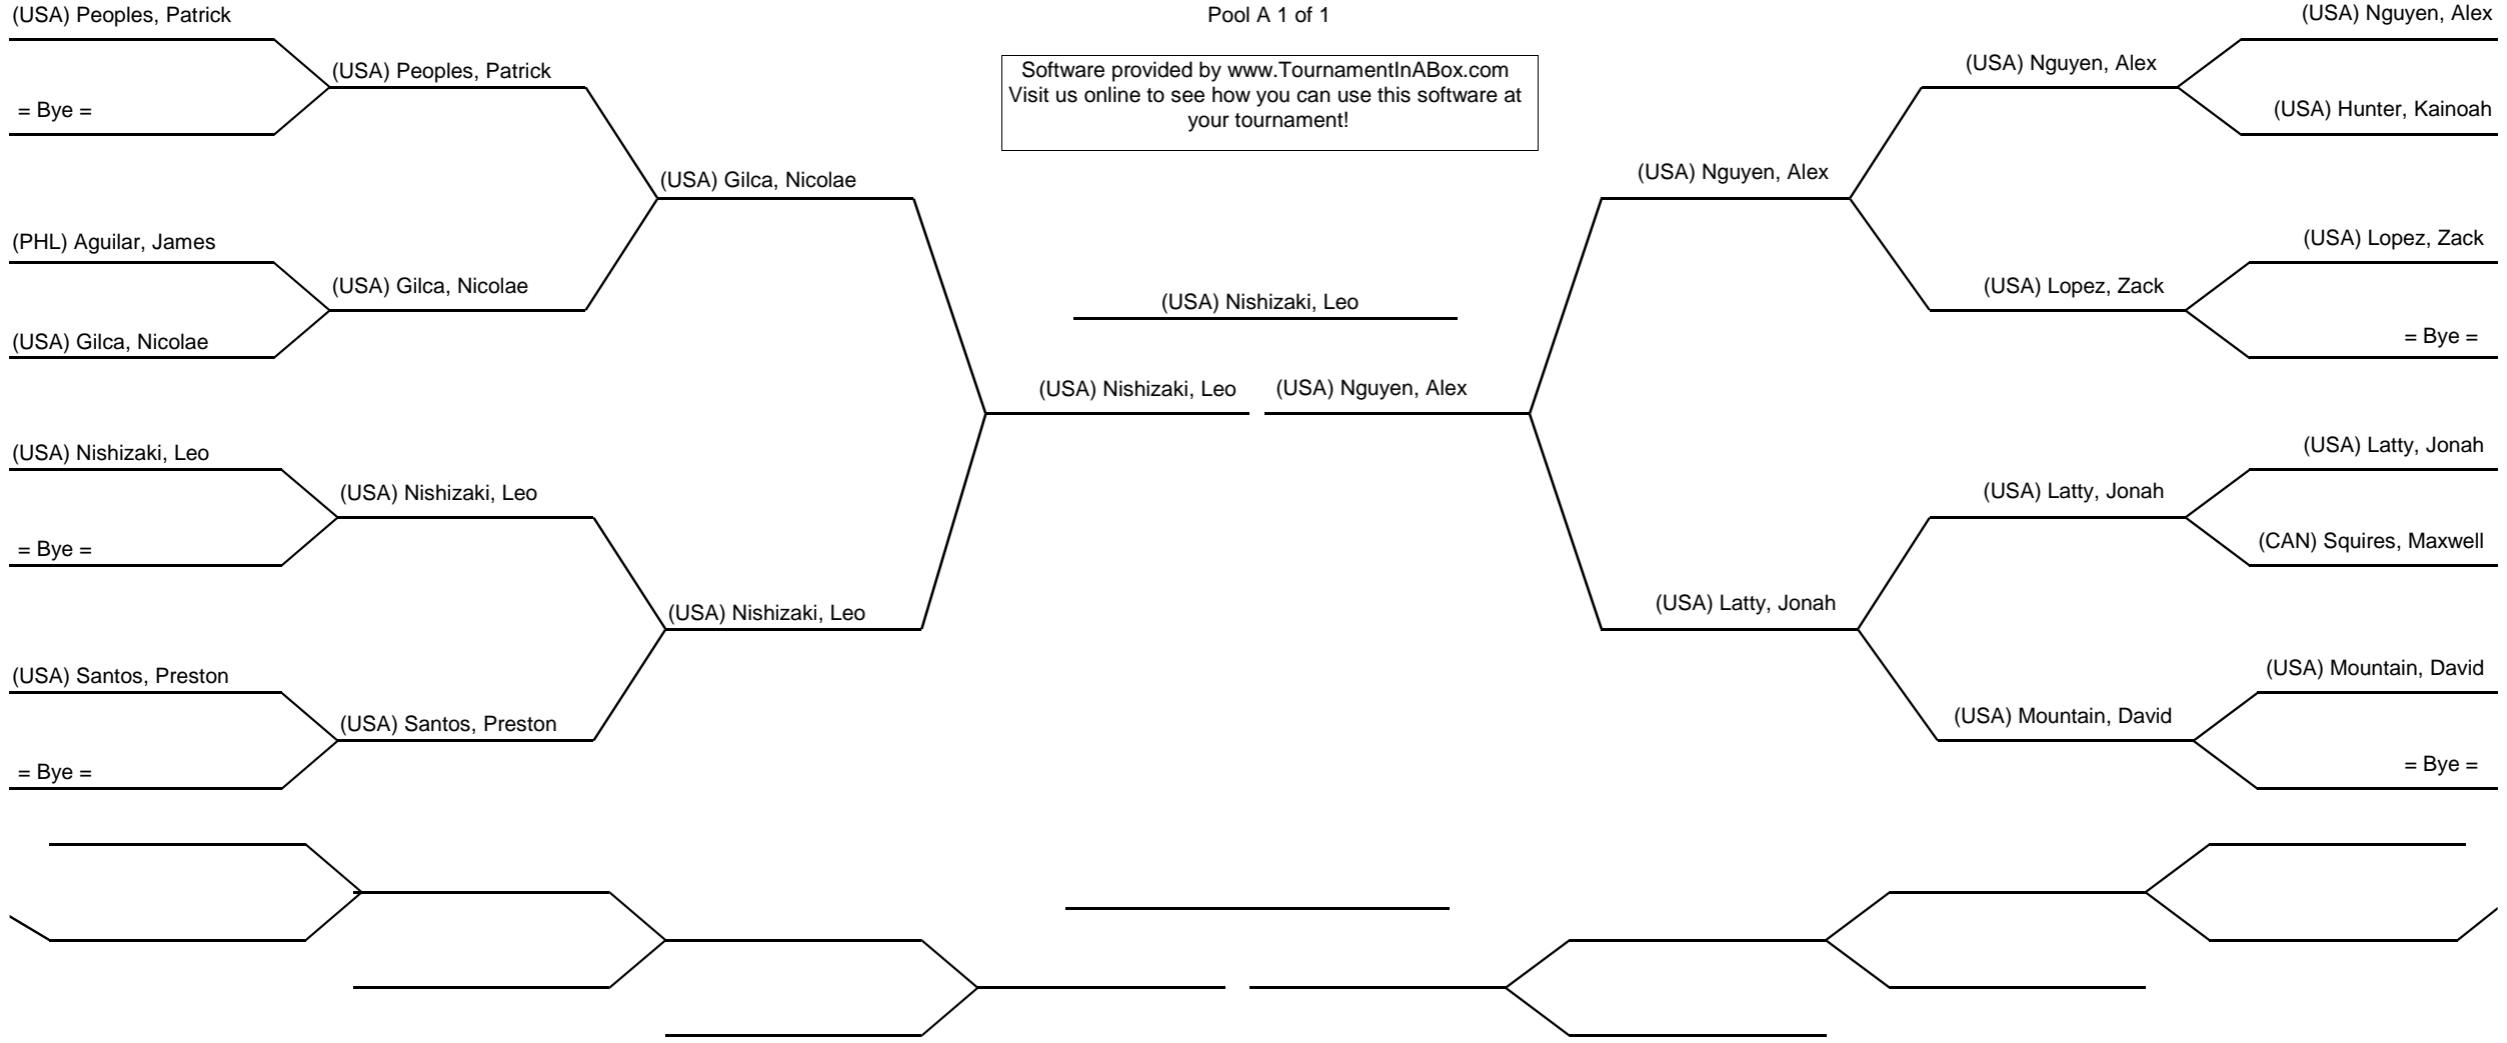 (USA) Peoples, Patrick
= Bye =
(PHL) Aguilar, James
(USA) Gilca, Nicolae
(USA) Nishizaki, Leo
= Bye =
(USA) Santos, Preston
= Bye =
(USA) Peoples, Patrick
(USA) Gilca, Nicolae
(USA) Nishizaki, Leo
(USA) Santos, Preston
(USA) Gilca, Nicolae
(USA) Nishizaki, Leo
Pool A 1 of 1
Software provided by www.TournamentInABox.com
Visit us online to see how you can use this software at
your tournament!
(USA) Nishizaki, Leo
(USA) Nishizaki, Leo
(USA) Nguyen, Alex
(USA) Nguyen, Alex
(USA) Latty, Jonah
(USA) Nguyen, Alex
(USA) Lopez, Zack
(USA) Latty, Jonah
(USA) Mountain, David
(USA) Nguyen, Alex
(USA) Hunter, Kainoah
(USA) Lopez, Zack
= Bye =
(USA) Latty, Jonah
(CAN) Squires, Maxwell
(USA) Mountain, David
= Bye =